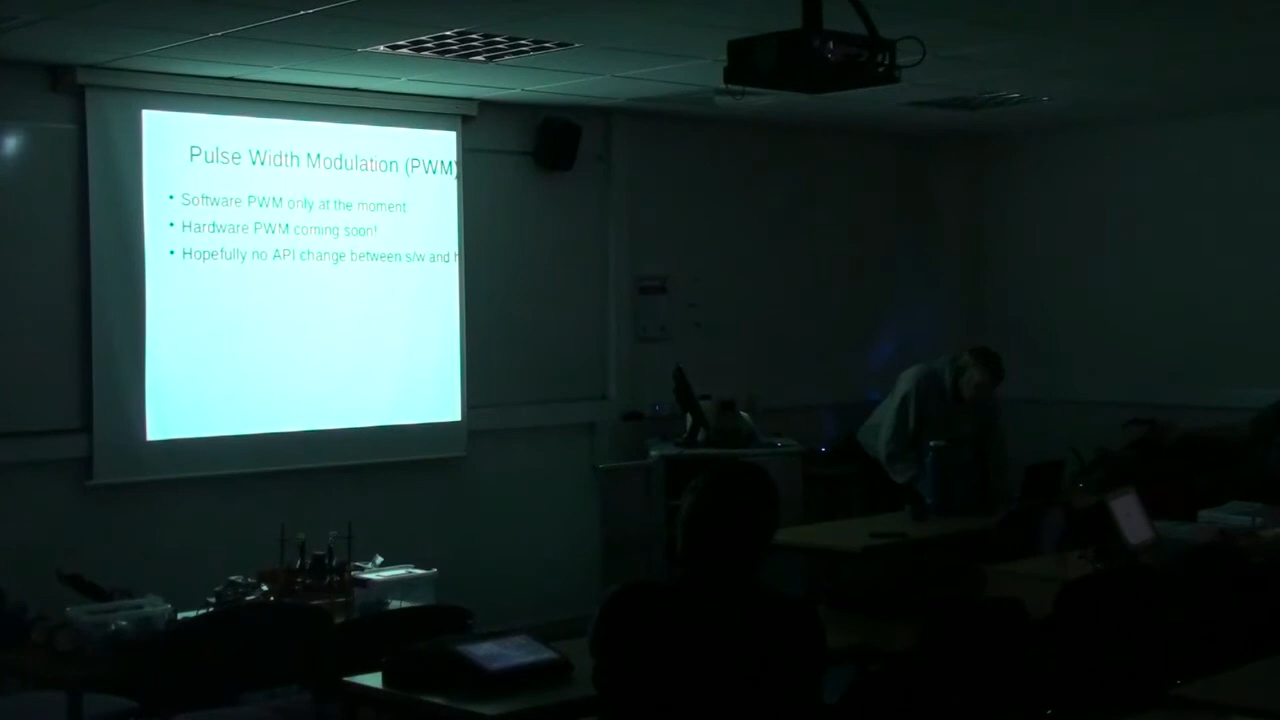 Pulse Width Modulation (PWM)
• Software PWM only at the moment
• Hardware PWM coming soon!
• Hopefully no API change between s/w and h